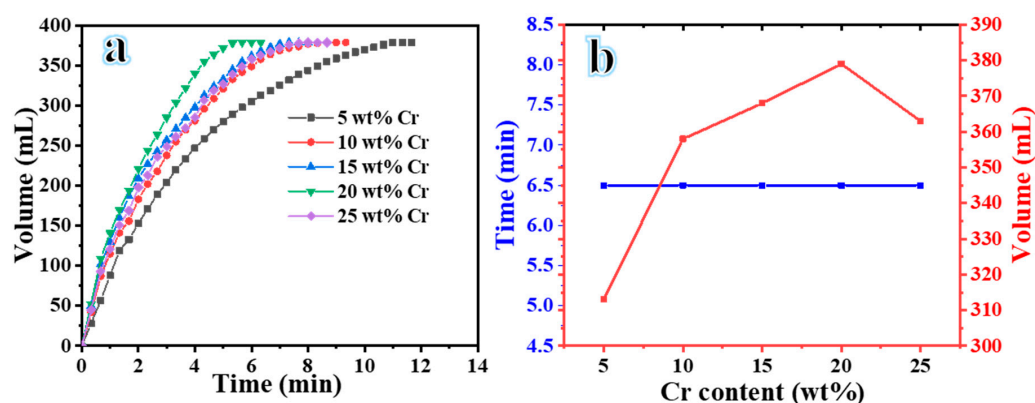 a
400
350
300
250
200
150
100
50
0
Volume (mL)
5 wt% Cr
10 wt% Cr
15 wt% Cr
20 wt% Cr
25 wt% Cr
0 2 4 6 8 10 12 14
Time (min)
b
8.5
8.0
7.5
7.0
6.5
6.0
5.5
5.0
4.5
Time (min)
390
380
370
360
350
340
330
320
310
300
Volume (mL)
5 10 15 20 25
Cr content (wt%)